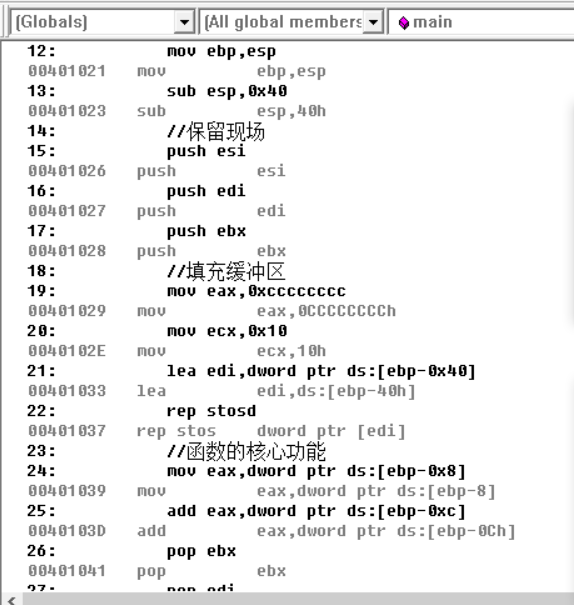 (Globals) (All global members main
12: mov ebp,esp
00401021 mov ebp,esp
13: sub esp,0x40
00401023 sub esp,40h
14: //保留现场
15: push esi
00401026 push esi
16: push edi
00401027 push edi
17: push ebx
00401028 push ebx
18: //填充缓冲区
19: mov eax,0xcccccccc
00401029 mov eax,0CCCCCCCCh
20: mov ecx,0x10
0040102E mov ecx,10h
21: lea edi,dword ptr ds:[ebp-0x40]
00401033 lea edi,ds:[ebp-40h]
22: rep stosd
00401037 rep stos dword ptr [edi]
23: //函数的核心功能
24: mov eax,dword ptr ds:[ebp-0x8]
00401039 mov eax,dword ptr ds:[ebp-8]
25: add eax,dword ptr ds:[ebp-0xc]
0040103D add eax,dword ptr ds:[ebp-0Ch]
26: pop ebx
00401041 pop ebx
27: pop edi